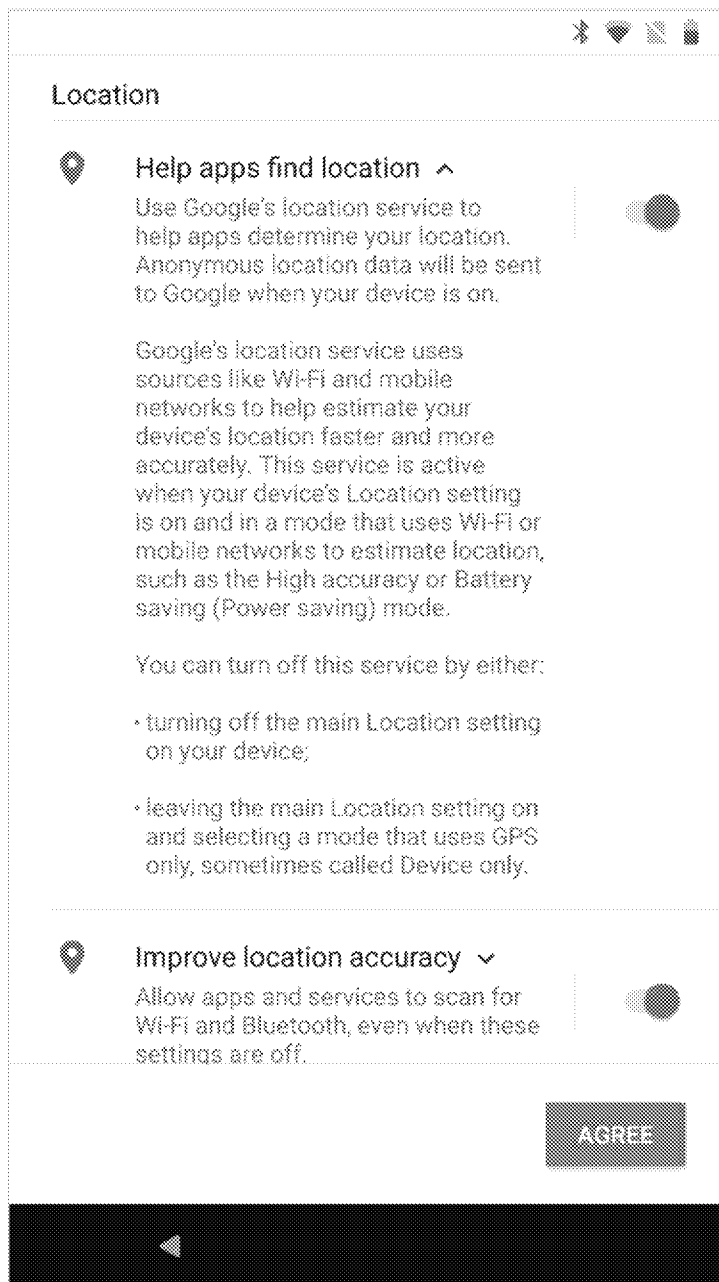 Location
Help apps find location
Use Google's location service to
help apps determine your location.
Anonymous location data will be sent
to Google when your device is on.
Google's location service uses
sources like Wi-Fi and mobile
networks to help estimate your
device's location faster and more
accurately. This service is active
when your device's Location setting
is on and in a mode that uses Wi-Fi or
mobile networks to estimate location,
such as the High accuracy or Battery
saving (Power saving) mode.
You can turn off this service by either:
• turning off the main Location setting
on your device;
• leaving the main Location setting on
and selecting a mode that uses GPS
only, sometimes called Device only.
Improve location accuracy
Allow apps and services to scan for
Wi-Fi and Bluetooth, even when these
settings are off.
AGREE